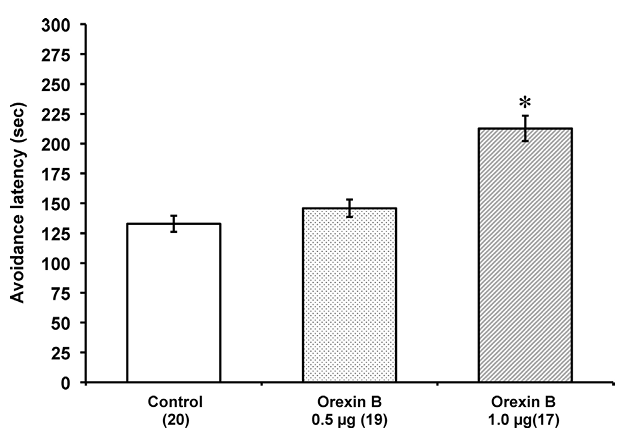 300
275
250
225
200
175
150
125
100
75
50
25
0
Avoidance latency (sec)
*
Control
(20)
Orexin B
0.5 µg (19)
Orexin B
1.0 µg(17)